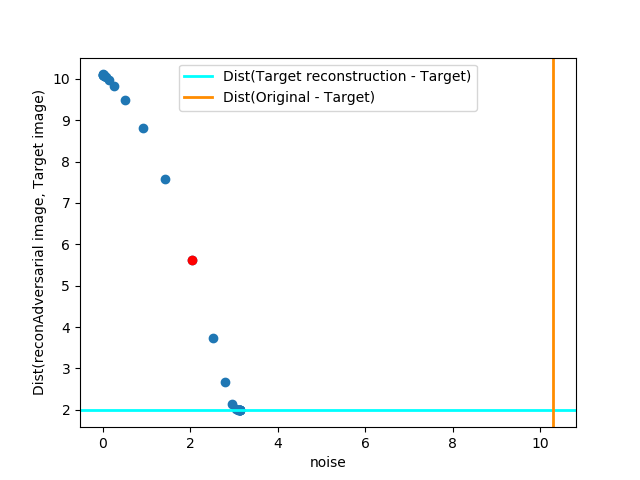 Dist(Target reconstruction - Target)
Dist(Original - Target)
Dist(reconAdversarial image, Target image)
10
9
8
7
6
5
4
3
2
0 2 4 6 8 10
noise